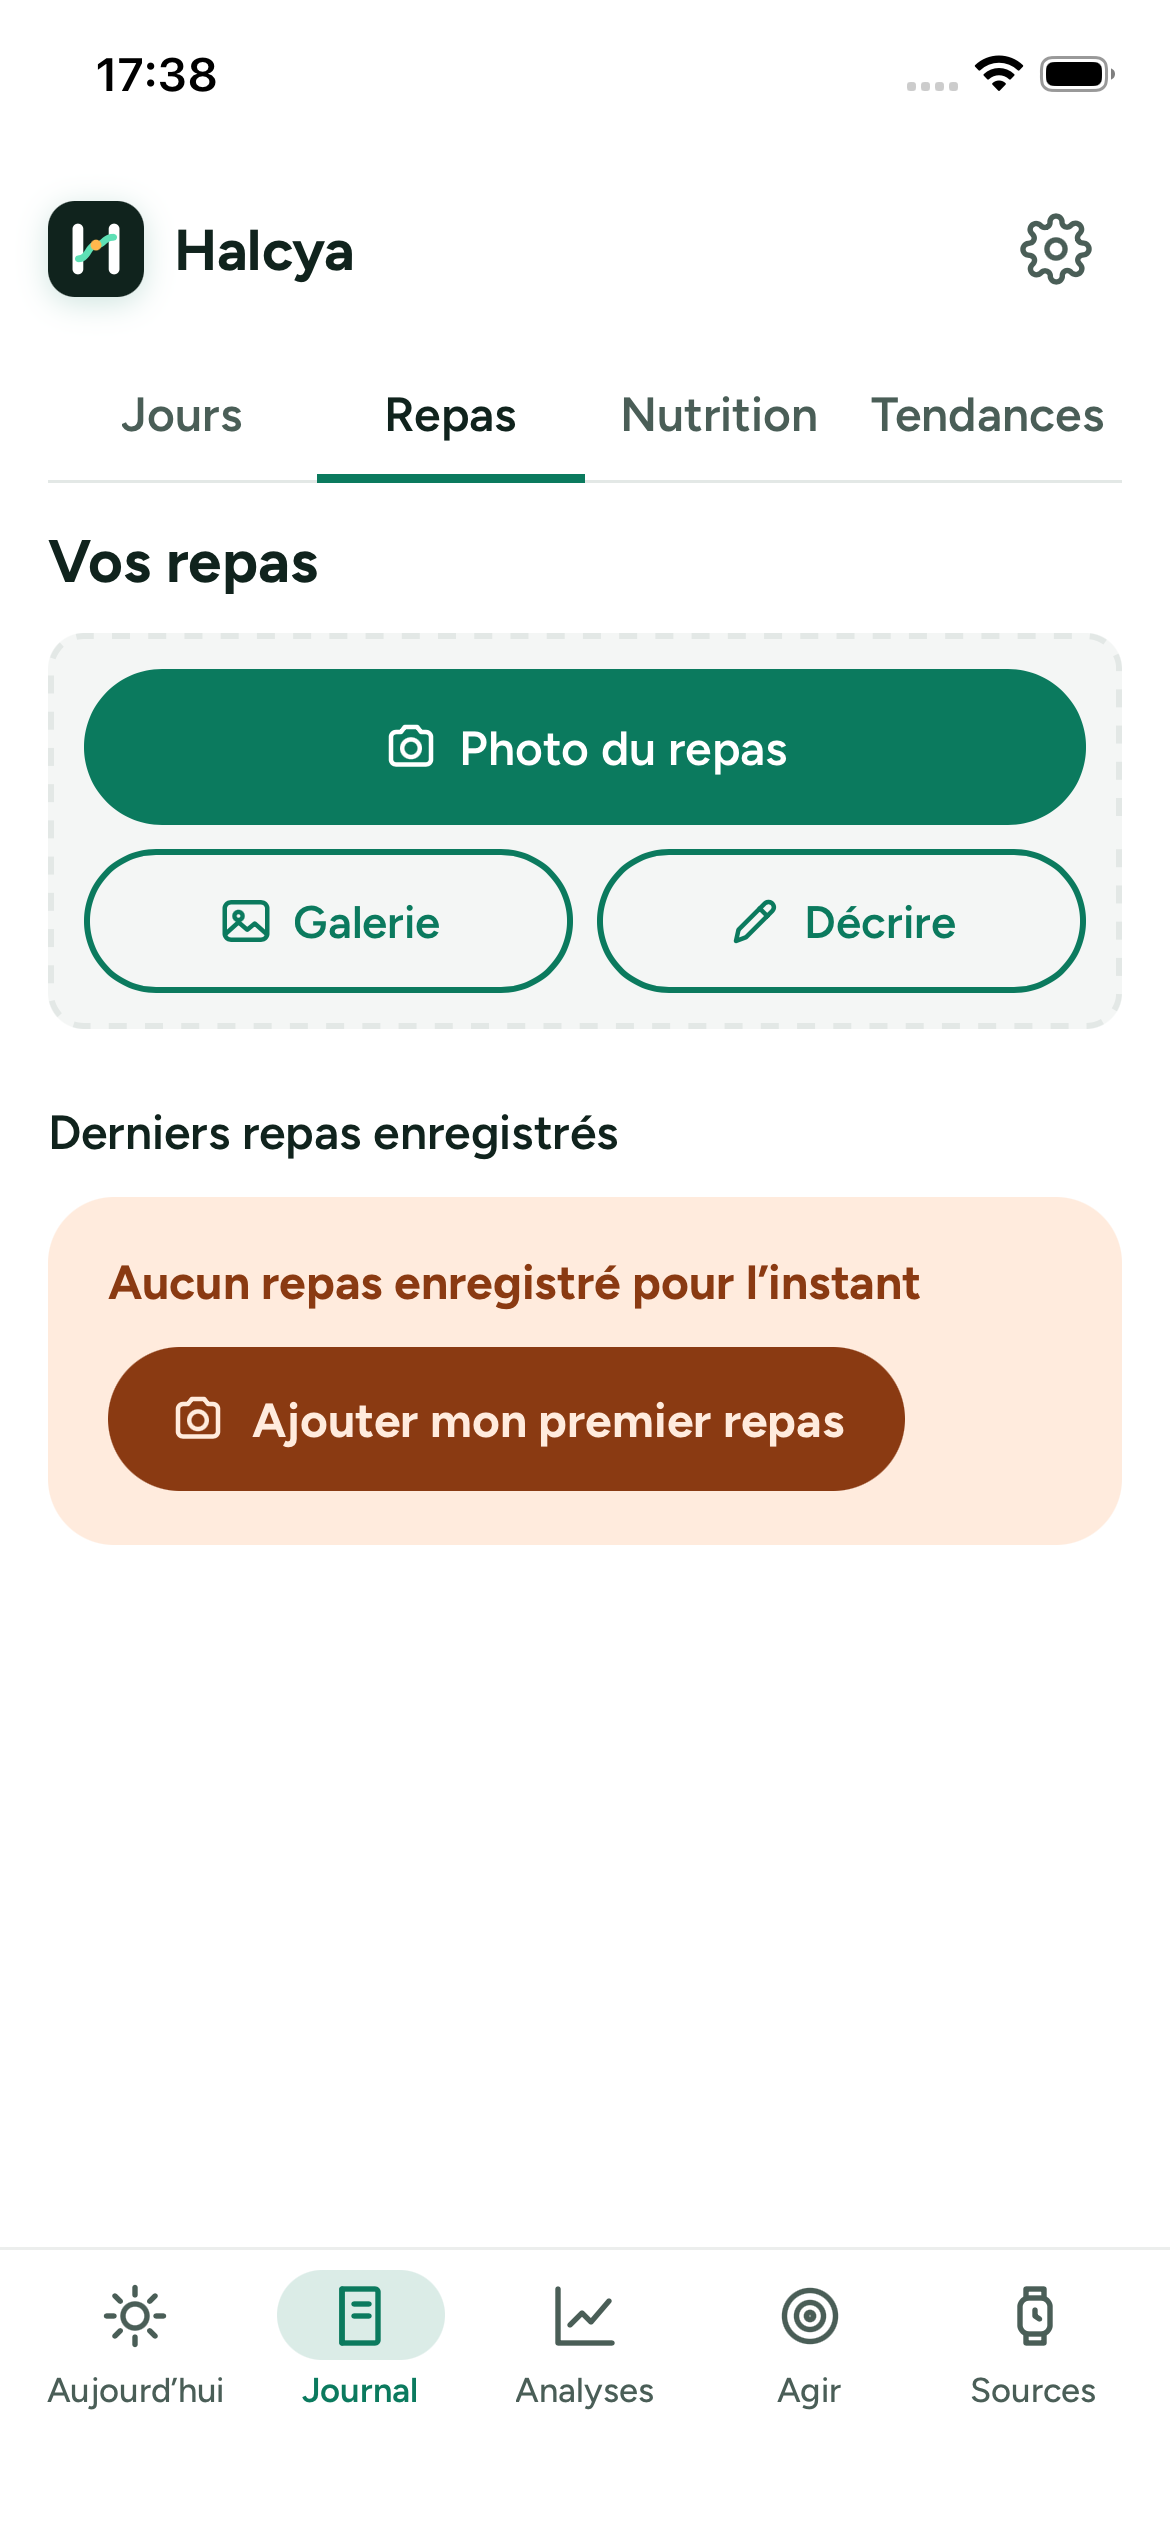 17:38
Halcya
Jours Repas Nutrition Tendances
Vos repas
Photo du repas
Galerie Décrire
Derniers repas enregistrés
Aucun repas enregistré pour l’instant
Ajouter mon premier repas
Aujourd’hui Journal Analyses Agir Sources